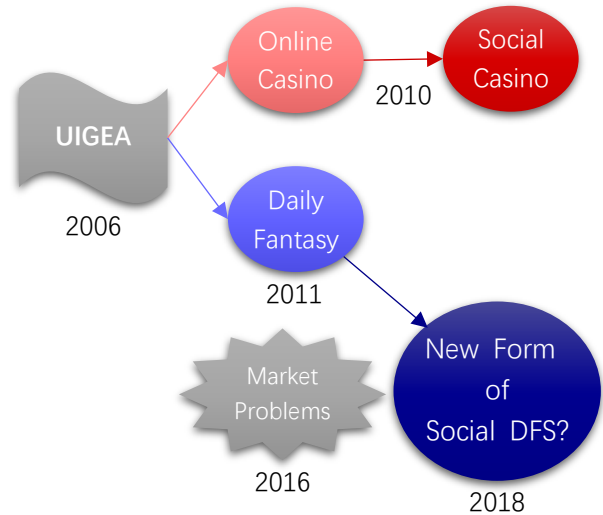 Online
Casino
Social
Casino
2010
UIGEA
2006
Daily
Fantasy
2011
Market
Problems
2016
New Form
of
Social DFS?
2018